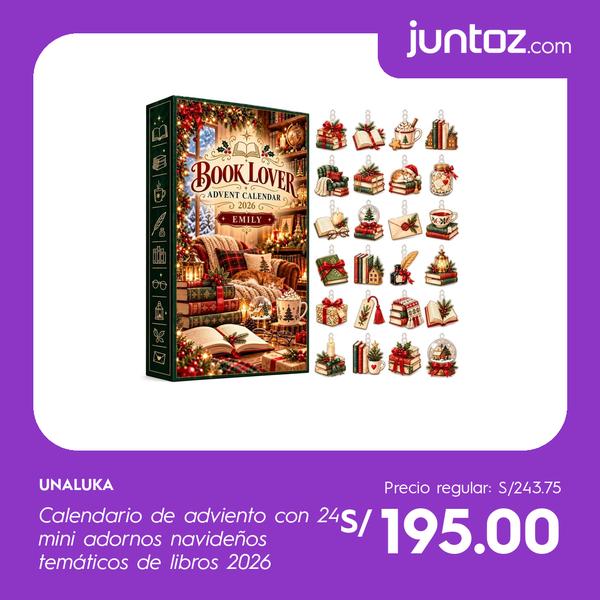 juntoz.com
BOOK LOVER
ADVENT CALENDAR
2026
EMILY
UNALUKA
Calendario de adviento con 24
mini adornos navideños
temáticos de libros 2026
Precio regular: S/243.75
S/195.00